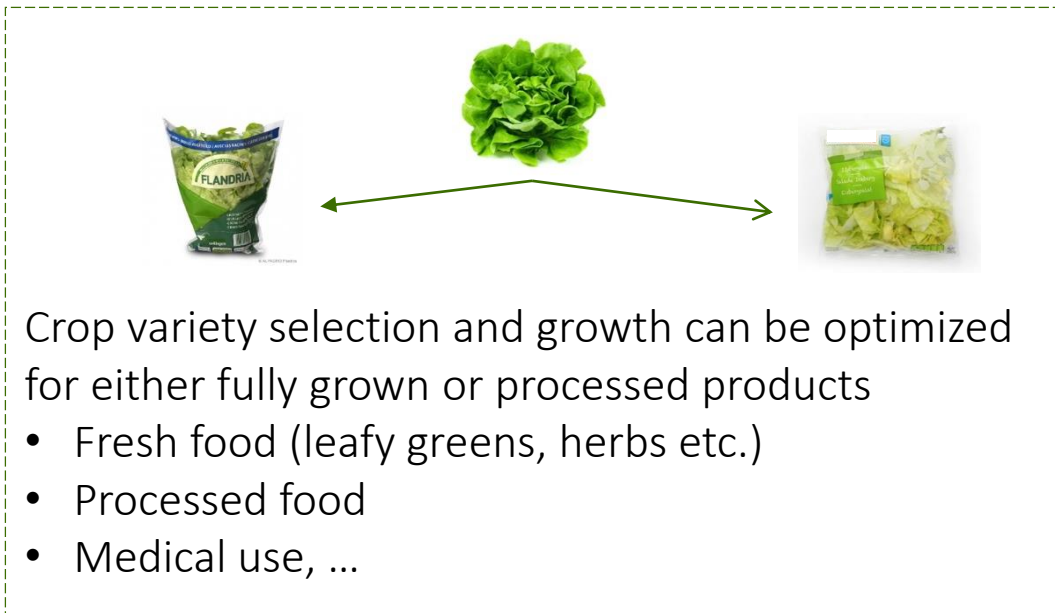 FLANDRIA
Crop variety selection and growth can be optimized
for either fully grown or processed products
• Fresh food (leafy greens, herbs etc.)
• Processed food
• Medical use, ...